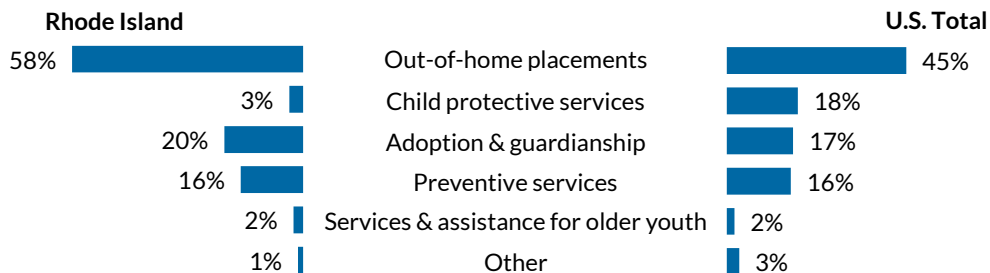 Rhode Island U.S. Total
58% Out-of-home placements 45%
3% Child protective services 18%
20% Adoption & guardianship 17%
16% Preventive services 16%
2% Services & assistance for older youth 2%
1% Other 3%